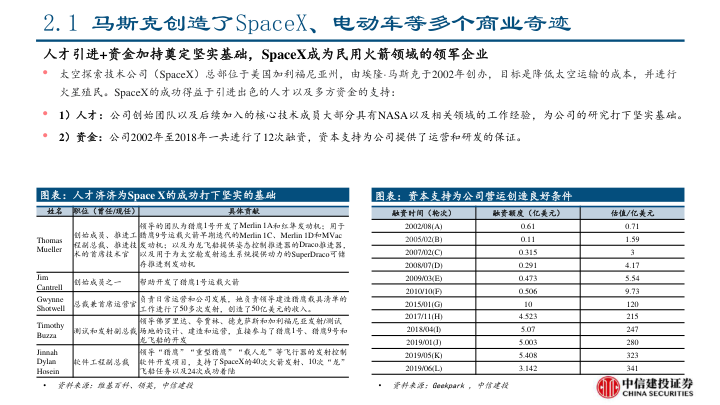 2.1 马斯克创造了SpaceX、电动车等多个商业奇迹
人才引进+资金加持奠定坚实基础，SpaceX成为民用火箭领域的领军企业
• 太空探索技术公司（SpaceX）总部位于美国加利福尼亚州，由埃隆·马斯克于2002年创办，目标是降低太空运输的成本，并进行
火星殖民。SpaceX的成功得益于引进出色的人才以及多方资金的支持：
• 1）人才：公司创始团队以及后续加入的核心技术成员大部分具有NASA以及相关领域的工作经验，为公司的研究打下坚实基础。
• 2）资金：公司2002年至2018年一共进行了12次融资，资本支持为公司提供了运营和研发的保证。
图表：人才济济为Space X的成功打下坚实的基础
姓名 职位（曾任/现任） 具体贡献
Thomas Mueller 创始成员、推进工程副总裁、推进技术的首席技术官 领导的团队为猎鹰1号开发了Merlin 1A和红隼发动机；用于
猎鹰9号运载火箭早期迭代的Merlin 1C、Merlin 1D和MVac
发动机；以及为龙飞船提供姿态控制推进器的Draco推进器，
以及用于为太空舱发射逃生系统提供动力的SuperDraco可储
存推进剂发动机
Jim Cantrell 创始成员之一 帮助开发了猎鹰1号运载火箭
Gwynne Shotwell 总裁兼首席运营官 负责日常运营和公司发展。她负责领导建造猎鹰载具清单的
工作进行了50多次发射，创造了50亿美元的收入。
Timothy Buzza 测试和发射副总裁 领导佛罗里达、夸贾林、德克萨斯和加利福尼亚发射/测试
场地的设计、建造和运营，直接参与了猎鹰1号、猎鹰9号和
龙飞船的开发
Jinnah Dylan Hosein 软件工程副总裁 领导“猎鹰”“重型猎鹰”“载人龙”等飞行器的发射控制
软件开发项目，支持了SpaceX的40次火箭发射、10次“龙”
飞船任务以及24次成功着陆
• 资料来源：维基百科、领英，中信建投
图表：资本支持为公司营运创造良好条件
融资时间（轮次） 融资额度（亿美元） 估值/亿美元
2002/08(A) 0.61 0.71
2005/02(B) 0.11 1.59
2007/02(C) 0.315 3
2008/07(D) 0.291 4.17
2009/03(E) 0.473 5.54
2010/10(F) 0.506 9.73
2015/01(G) 10 120
2017/11(H) 4.523 215
2018/04(I) 5.07 247
2019/01(J) 5.003 280
2019/05(K) 5.408 323
2019/06(L) 3.142 341
• 资料来源：Geekpark ，中信建投
中信建投证券
CHINA SECURITIES